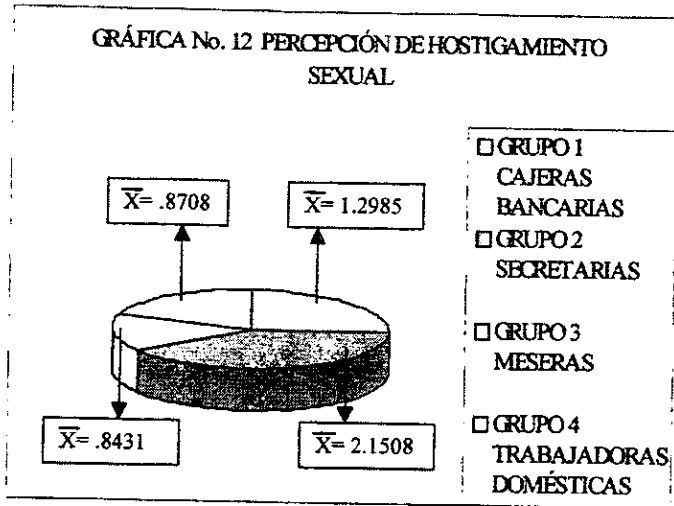 GRÁFICA No. 12 PERCEPCIÓN DE HOSTIGAMIENTO
SEXUAL
X̅= .8708
X̅= 1.2985
X̅= .8431
X̅= 2.1508
GRUPO 1
CAJERAS
BANCARIAS
GRUPO 2
SECRETARIAS
GRUPO 3
MESERAS
GRUPO 4
TRABAJADORAS
DOMÉSTICAS